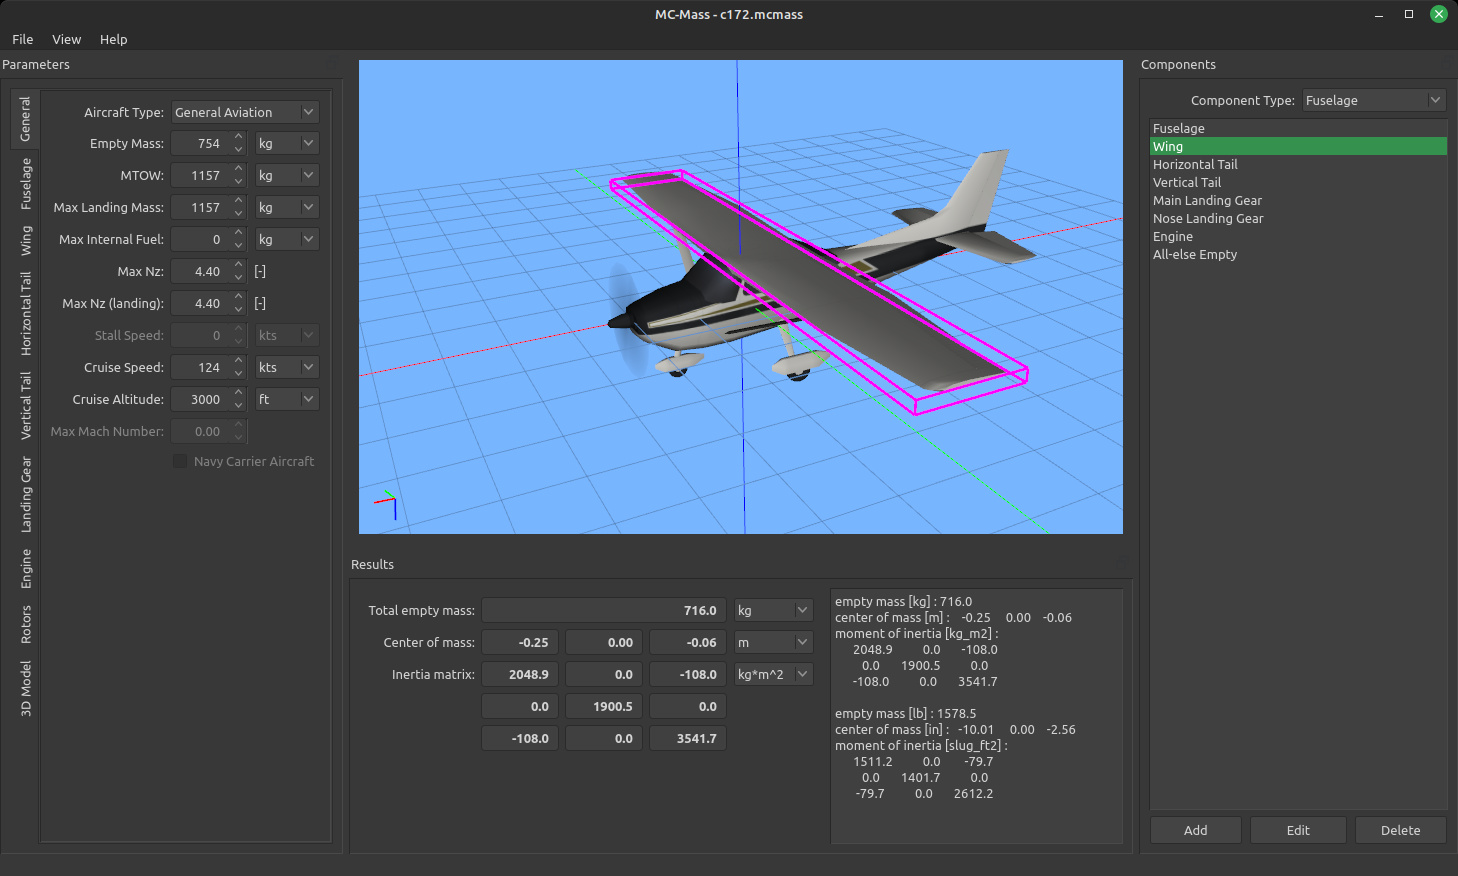 MC-Mass - c172.mcmass
File View Help
Parameters
General
Fuselage
Wing
Horizontal Tail
Vertical Tail
Landing Gear
Engine
Rotors
3D Model
Aircraft Type: General Aviation
Empty Mass: 754 kg
MTOW: 1157 kg
Max Landing Mass: 1157 kg
Max Internal Fuel: 0 kg
Max Nz: 4.40 [-]
Max Nz (landing): 4.40 [-]
Stall Speed: 0 kts
Cruise Speed: 124 kts
Cruise Altitude: 3000 ft
Max Mach Number: 0.00
Navy Carrier Aircraft
Results
Total empty mass: 716.0 kg
Center of mass: -0.25 0.00 -0.06 m
Inertia matrix: 2048.9 0.0 -108.0 kg*m^2
0.0 1900.5 0.0
-108.0 0.0 3541.7
empty mass [kg] : 716.0
center of mass [m] : -0.25 0.00 -0.06
moment of inertia [kg_m2] :
2048.9 0.0 -108.0
0.0 1900.5 0.0
-108.0 0.0 3541.7
empty mass [lb] : 1578.5
center of mass [in] : -10.01 0.00 -2.56
moment of inertia [slug_ft2] :
1511.2 0.0 -79.7
0.0 1401.7 0.0
-79.7 0.0 2612.2
Components
Component Type: Fuselage
Fuselage
Wing
Horizontal Tail
Vertical Tail
Main Landing Gear
Nose Landing Gear
Engine
All-else Empty
Add Edit Delete